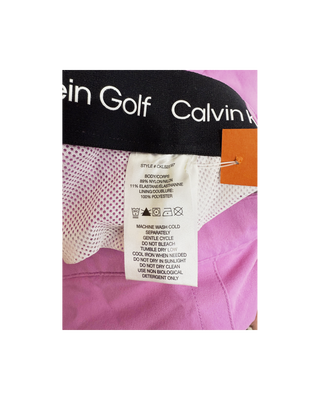 ein Golf Calvin K
STYLE #
BODY/CORPS
89% NYLON/NEILON
11% ELASTANE/ELASTHANNE
LINING/DOUBLURE:
100% POLYESTER
MACHINE WASH COLD
SEPARATELY
GENTLE CYCLE
DO NOT BLEACH
TUMBLE DRY LOW
COOL IRON WHEN NEEDED
DO NOT DRY IN SUNLIGHT
DO NOT DRY CLEAN
USE NON BIOLOGICAL
DETERGENT ONLY